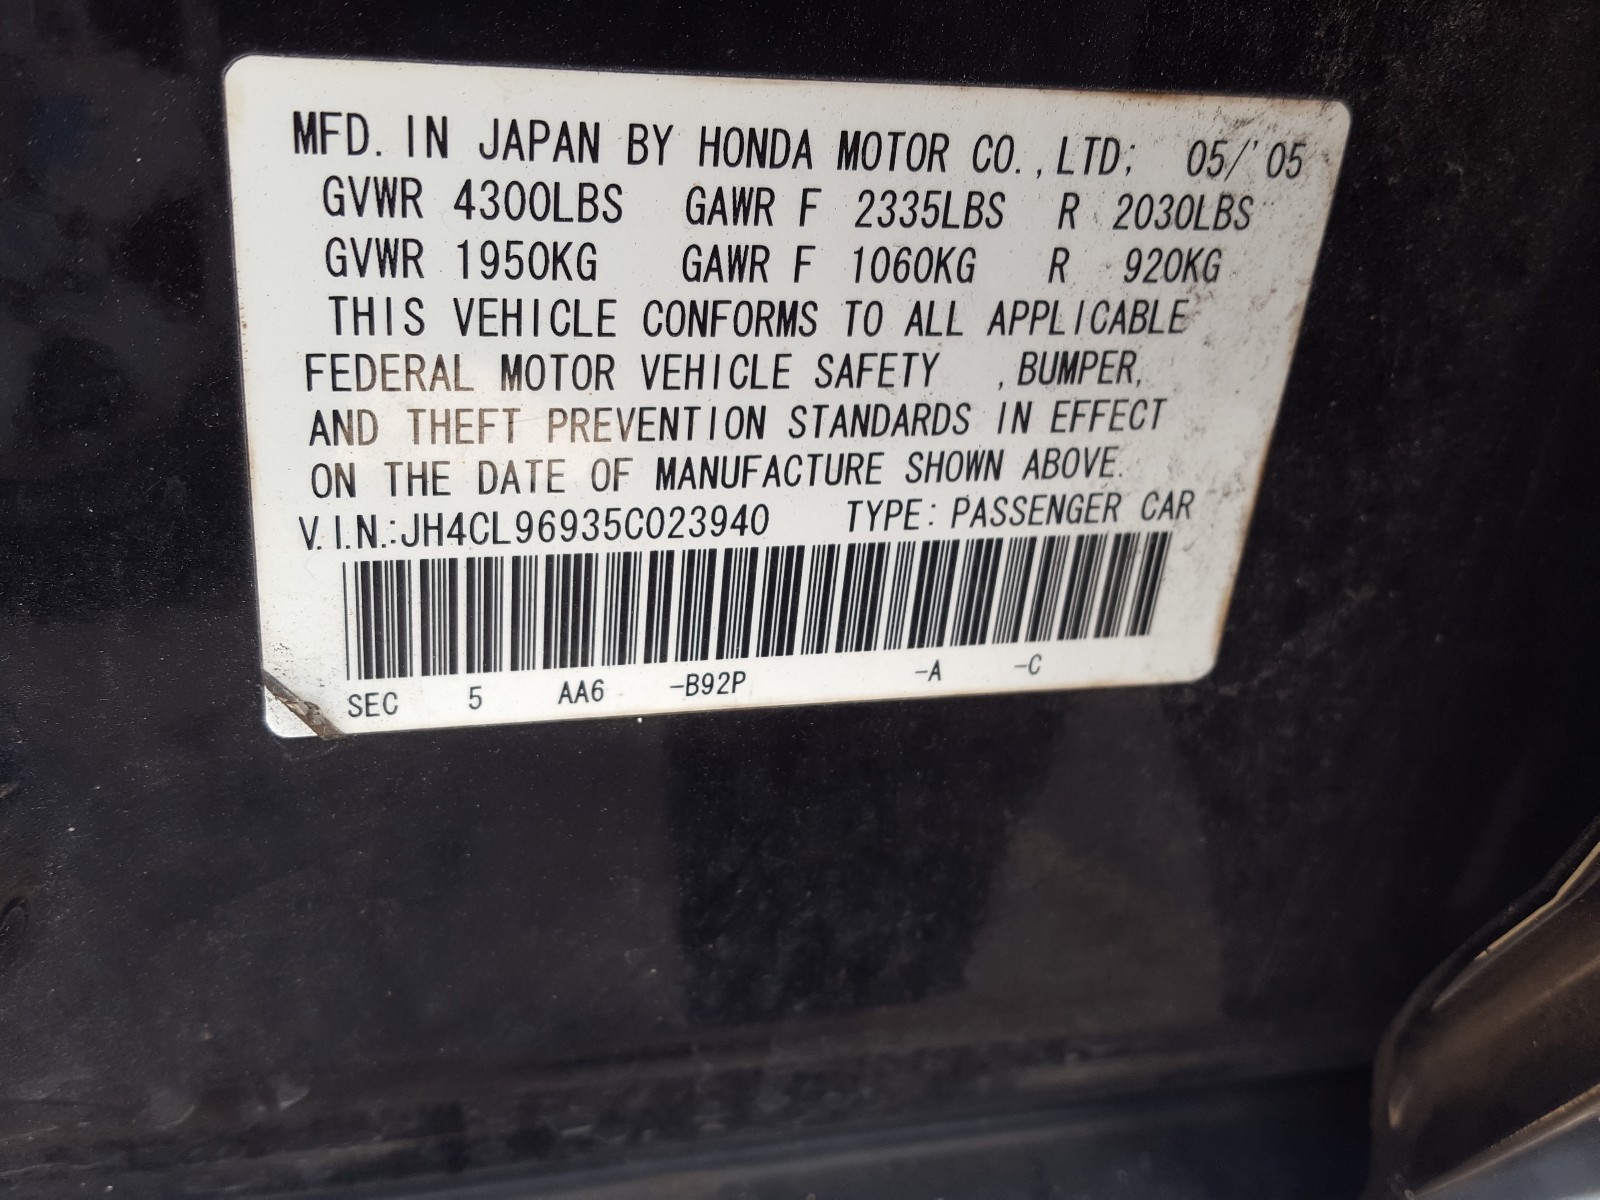 MFD. IN JAPAN BY HONDA MOTOR CO.,LTD; 05/'05
GVWR 4300LBS GAWR F 2335LBS R 2030LBS
GVWR 1950KG GAWR F 1060KG R 920KG
THIS VEHICLE CONFORMS TO ALL APPLICABLE
FEDERAL MOTOR VEHICLE SAFETY ,BUMPER,
AND THEFT PREVENTION STANDARDS IN EFFECT
ON THE DATE OF MANUFACTURE SHOWN ABOVE.
V.I.N.:JH4CL96935C023940 TYPE: PASSENGER CAR
SEC 5 AA6 -B92P -A -C